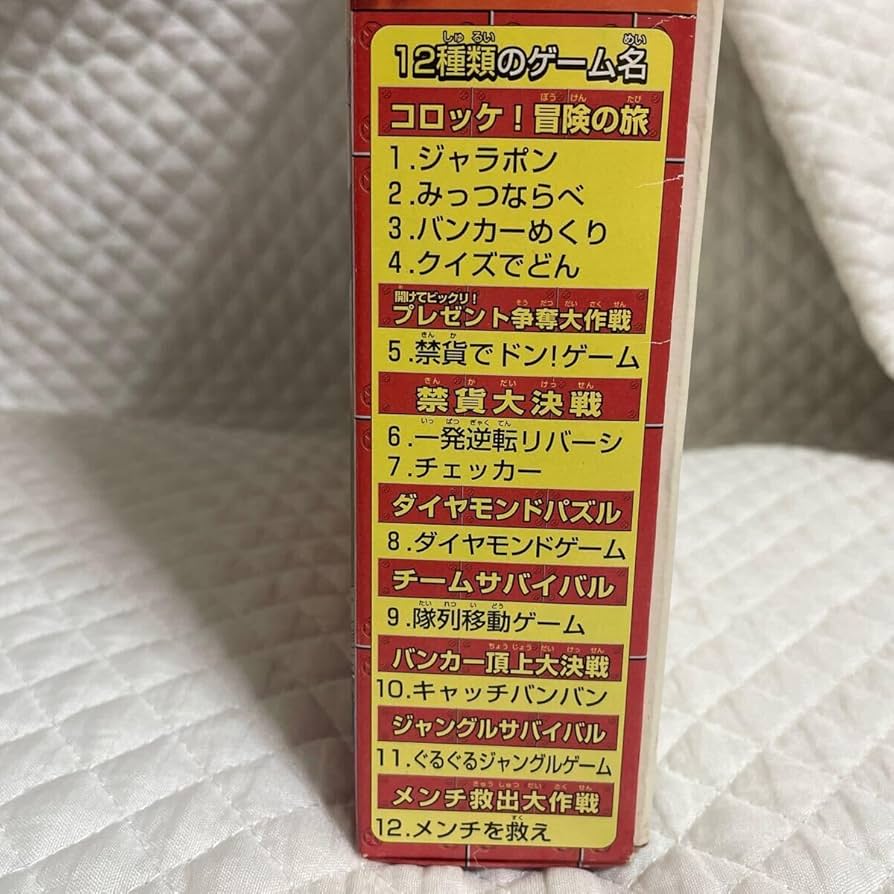 12種類のゲーム名
コロッケ！冒険の旅
1.ジャラポン
2.みっつならべ
3.バンカーめくり
4.クイズでどん
開けてビックリ！
プレゼント争奪大作戦
5.禁貨でドン！ゲーム
禁貨大決戦
6.一発逆転リバーシ
7.チェッカー
ダイヤモンドパズル
8.ダイヤモンドゲーム
チームサバイバル
9.隊列移動ゲーム
バンカー頂上大決戦
10.キャッチバンバン
ジャングルサバイバル
11.ぐるぐるジャングルゲーム
メンチ救出大作戦
12.メンチを救え